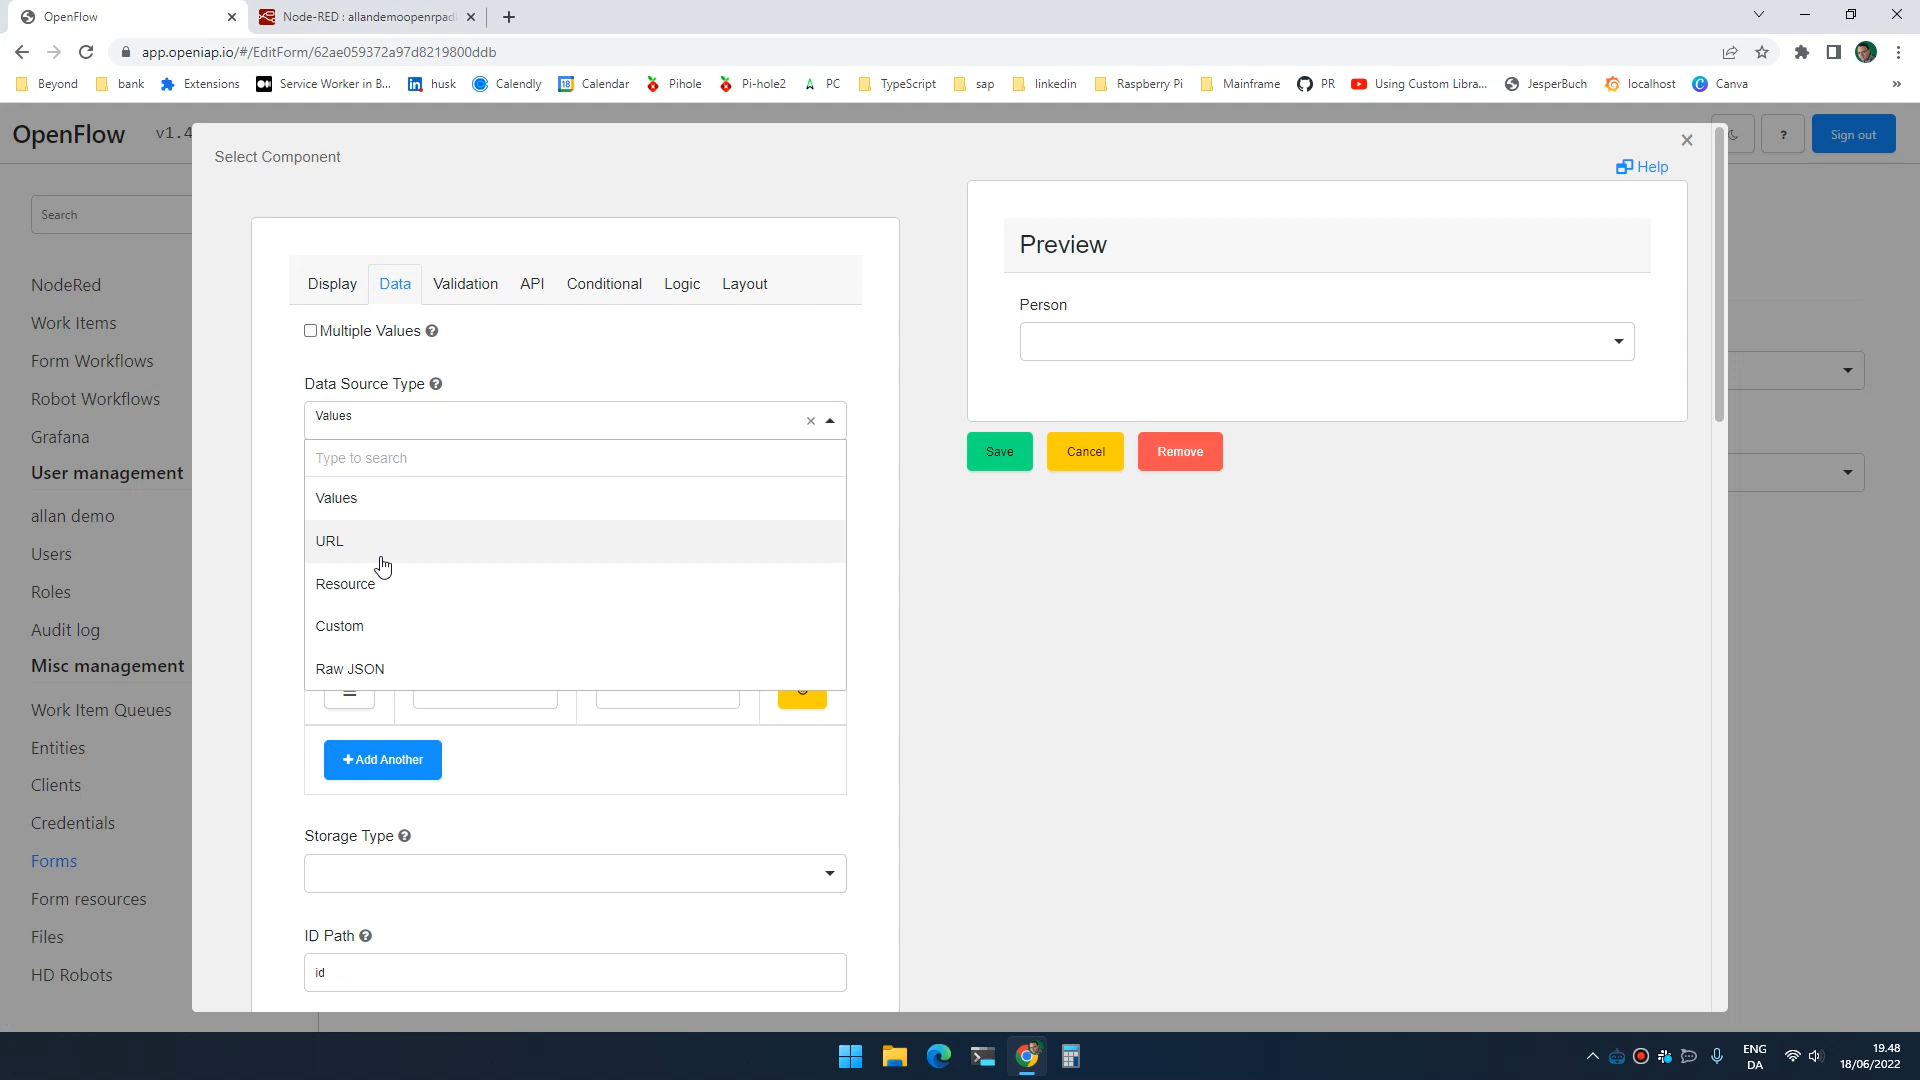 OpenFlow
Node-RED : allandemoopenrpadi
app.openiap.io/#/EditForm/62ae059372a97d8219800ddb
Beyond
bank
Extensions
Service Worker in B...
husk
Calendly
18
Calendar
Pihole
Pi-hole2
PC
TypeScript
sap
linkedin
Raspberry Pi
Mainframe
PR
Using Custom Libra...
JesperBuch
localhost
Canva
»
OpenFlow
v1.4
?
Sign out
Search
NodeRed
Work Items
Form Workflows
Robot Workflows
Grafana
User management
allan demo
Users
Roles
Audit log
Misc management
Work Item Queues
Entities
Clients
Credentials
Forms
Form resources
Files
HD Robots
Select Component
Help
Display
Data
Validation
API
Conditional
Logic
Layout
Multiple Values
Data Source Type
Values
Type to search
Values
URL
Resource
Custom
Raw JSON
Add Another
Storage Type
ID Path
id
Preview
Person
Save
Cancel
Remove
ENG
DA
19.48
18/06/2022